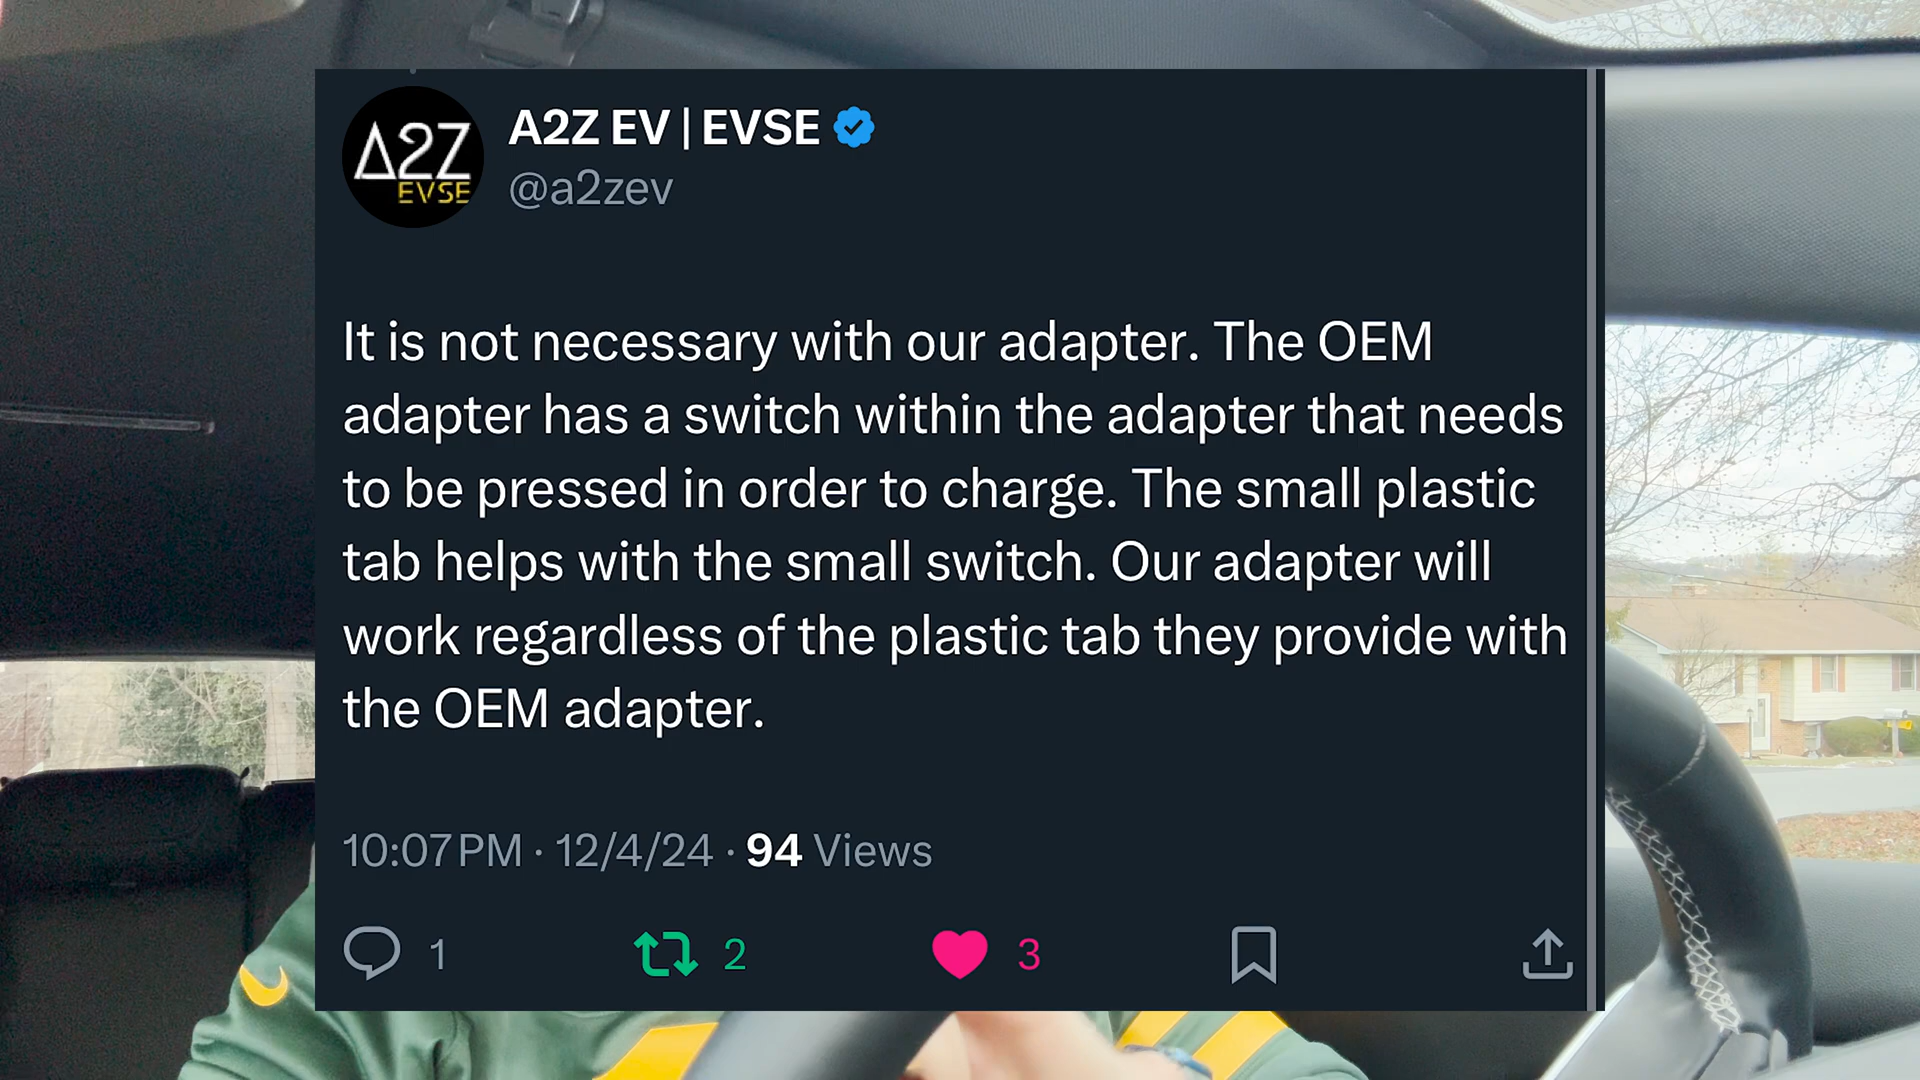 A2Z
EVSE
A2Z EV | EVSE
@a2zev
It is not necessary with our adapter. The OEM
adapter has a switch within the adapter that needs
to be pressed in order to charge. The small plastic
tab helps with the small switch. Our adapter will
work regardless of the plastic tab they provide with
the OEM adapter.
10:07 PM · 12/4/24 · 94 Views
1 2 3